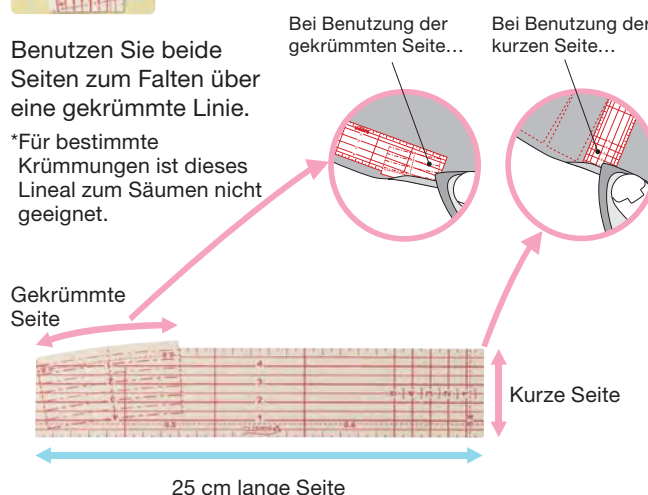 Bei Benutzung der
gekrümmten Seite…
Bei Benutzung der
kurzen Seite…
Benutzen Sie beide
Seiten zum Falten über
eine gekrümmte Linie.
*Für bestimmte
Krümmungen ist dieses
Lineal zum Säumen nicht
geeignet.
Gekrümmte
Seite
Kurze Seite
25 cm lange Seite